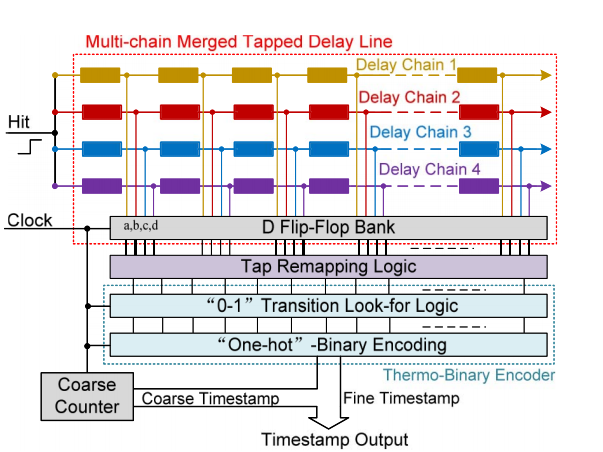 Multi-chain Merged Tapped Delay Line
Delay Chain 1
Delay Chain 2
Hit
Delay Chain 3
Delay Chain 4
Clock
a,b,c,d
D Flip-Flop Bank
Tap Remapping Logic
“0-1” Transition Look-for Logic
“One-hot” -Binary Encoding
Thermo-Binary Encoder
Coarse
Counter
Coarse Timestamp
Fine Timestamp
Timestamp Output